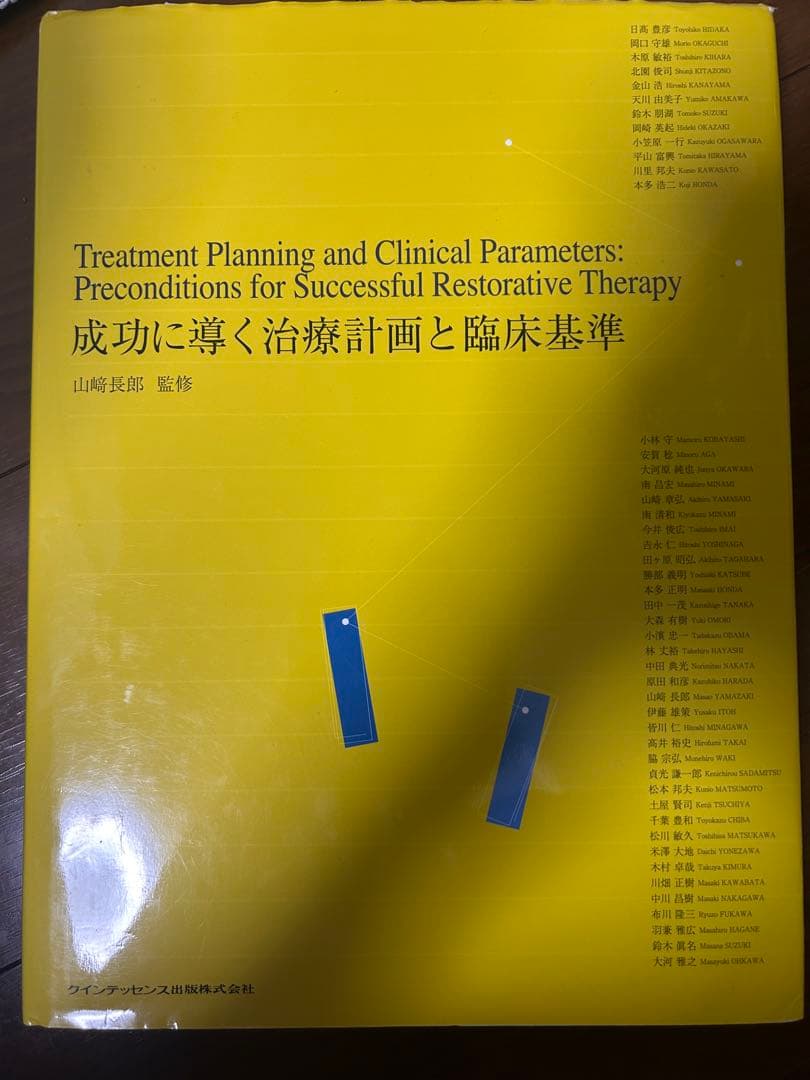 日髙 豊彦 Toyohiko HIDAKA
岡口 守雄 Morio OKAGUCHI
木原 敏裕 Toshihiro KIHARA
北園 俊司 Shunji KITAZONO
金山 浩 Hiroshi KANAYAMA
天川 由美子 Yumiko AMAKAWA
鈴木 朋湖 Tomoko SUZUKI
岡崎 英起 Hideki OKAZAKI
小笠原 一行 Kazuyuki OGASAWARA
平山 富興 Tomitaka HIRAYAMA
川里 邦夫 Kunio KAWASATO
本多 浩二 Koji HONDA
Treatment Planning and Clinical Parameters:
Preconditions for Successful Restorative Therapy
成功に導く治療計画と臨床基準
山﨑長郎 監修
小林 守 Mamoru KOBAYASHI
安賀 稔 Minoru AGA
大河原 純也 Junya OKAWARA
南 昌宏 Masahiro MINAMI
山﨑 章弘 Akihiro YAMASAKI
南 清和 Kiyokazu MINAMI
今井 俊広 Toshihiro IMAI
吉永 仁 Hitoshi YOSHINAGA
田ヶ原 昭弘 Akihiro TAGAHARA
勝部 義明 Yoshiaki KATSUBE
本多 正明 Masaaki HONDA
田中 一茂 Kazushige TANAKA
大森 有樹 Yuki OMORI
小濱 忠一 Tadakazu OBAMA
林 丈裕 Takehiro HAYASHI
中田 典光 Norimitsu NAKATA
原田 和彦 Kazuhiko HARADA
山﨑 長郎 Masao YAMAZAKI
伊藤 雄策 Yusaku ITOH
皆川 仁 Hitoshi MINAGAWA
高井 裕史 Hirofumi TAKAI
脇 宗弘 Munehiro WAKI
貞光 謙一郎 Kenichirou SADAMITSU
松本 邦夫 Kunio MATSUMOTO
土屋 賢司 Kenji TSUCHIYA
千葉 豊和 Toyokazu CHIBA
松川 敏久 Toshihisa MATSUKAWA
米澤 大地 Daichi YONEZAWA
木村 卓哉 Takuya KIMURA
川畑 正樹 Masaki KAWABATA
中川 昌樹 Masaki NAKAGAWA
布川 隆三 Ryuzo FUKAWA
羽兼 雅広 Masahiro HAGANE
鈴木 眞名 Masana SUZUKI
大河 雅之 Masayuki OHKAWA
クインテッセンス出版株式会社